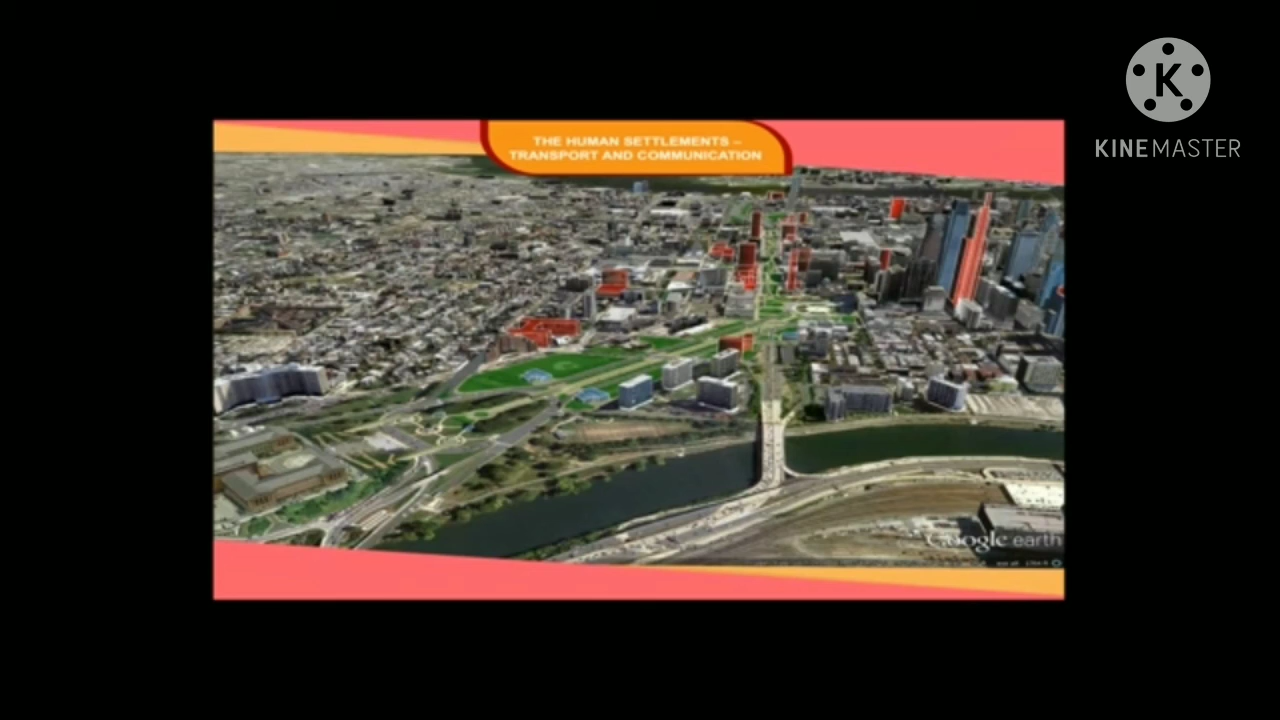 KINEMASTER
THE HUMAN SETTLEMENTS –
TRANSPORT AND COMMUNICATION
Google earth